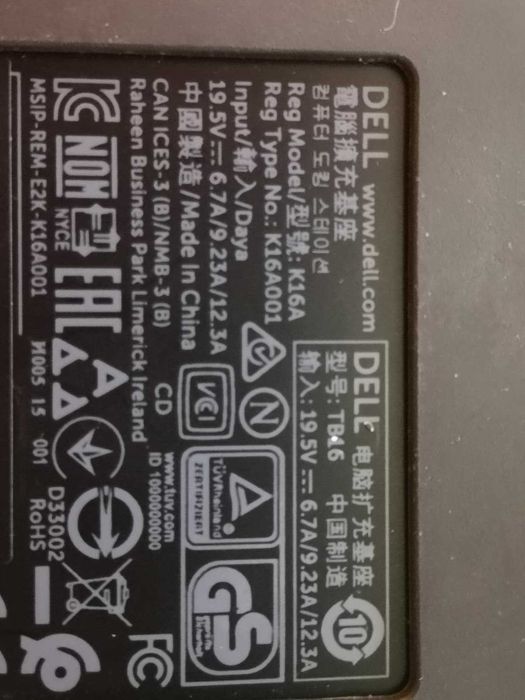 DELL www.dell.com
電腦擴充基座
컴퓨터 도킹 스테이션
Reg Model/型號: K16A
Reg Type No.: K16A001
Input/輸入/Daya
19.5V⎓ 6.7A/9.23A/12.3A
中國製造/Made In China
CAN ICES-3 (B)/NMB-3 (B)
Raheen Business Park Limerick Ireland
DELL 电脑扩充基座
型号: TB16 中国制造
输入: 19.5V⎓ 6.7A/9.23A/12.3A
10
N
VCI
CD
TÜVRheinland
ZERTIFIZIERT
www.tuv.com
ID 1000000000
GS
geprüfte
Sicherheit
NOM
NYCE
EAC
MSIP-REM-E2K-K16A001
И005 15
001
D33002
RoHS
FC